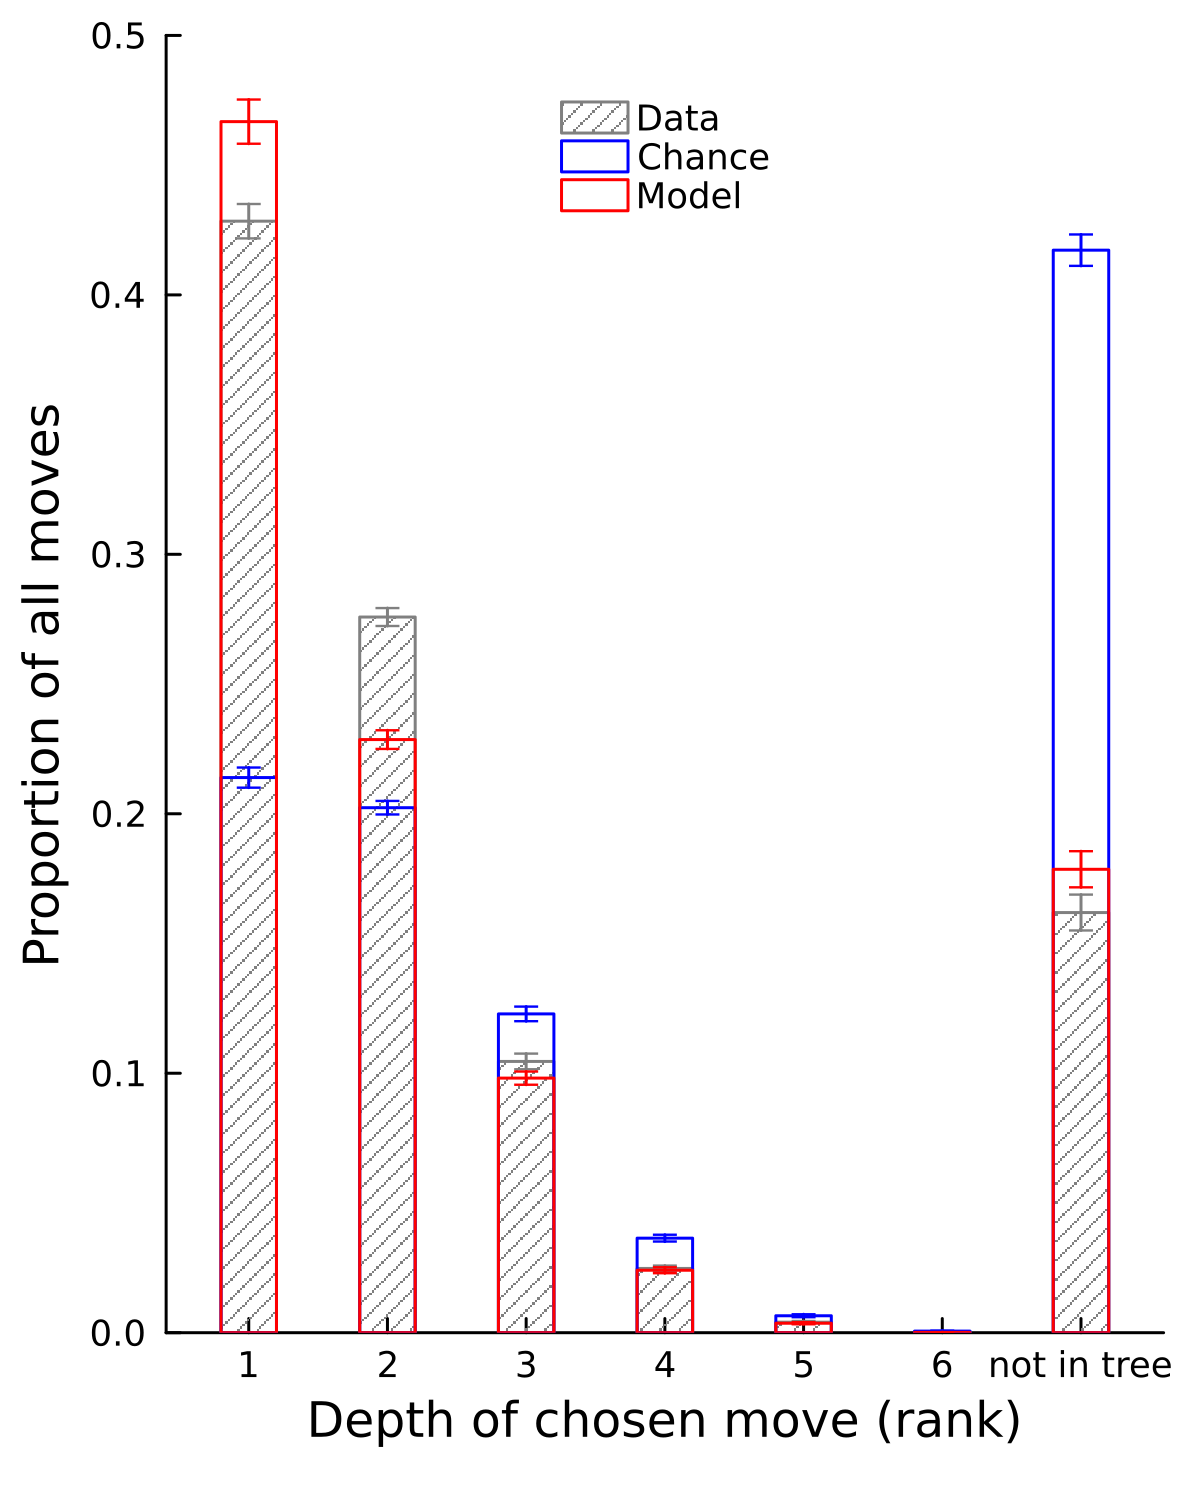 0.5
0.4
0.3
0.2
0.1
0.0
Proportion of all moves
Data
Chance
Model
1 2 3 4 5 6 not in tree
Depth of chosen move (rank)